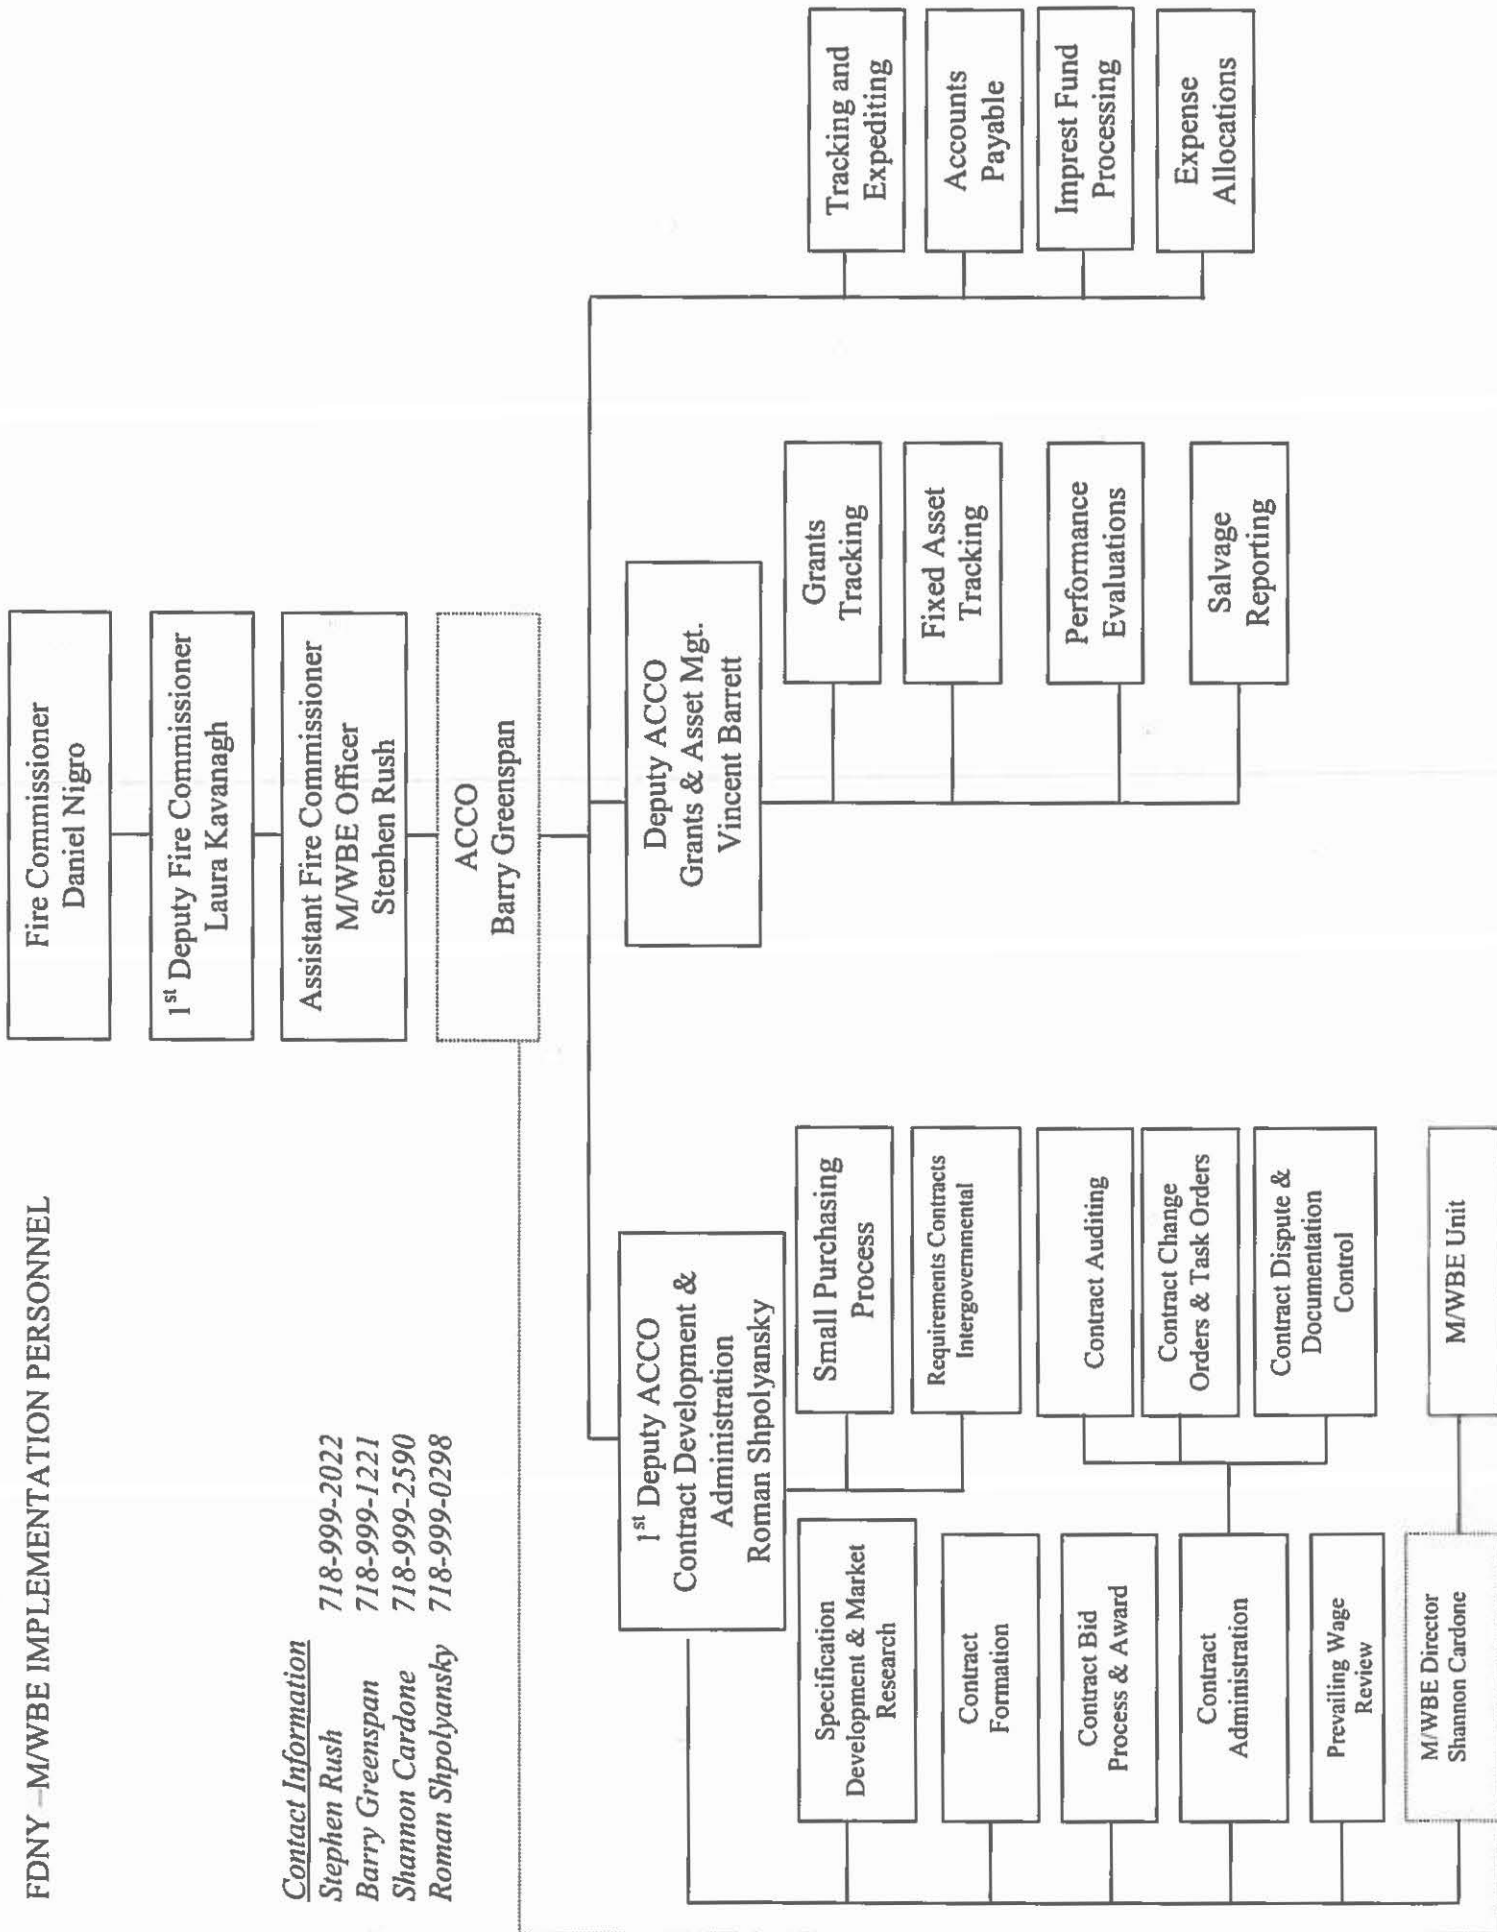 FDNY –M/WBE IMPLEMENTATION PERSONNEL
Contact Information
Stephen Rush 718-999-2022
Barry Greenspan 718-999-1221
Shannon Cardone 718-999-2590
Roman Shpolyansky 718-999-0298
Fire Commissioner
Daniel Nigro
1st Deputy Fire Commissioner
Laura Kavanagh
Assistant Fire Commissioner
M/WBE Officer
Stephen Rush
ACCO
Barry Greenspan
1st Deputy ACCO
Contract Development &
Administration
Roman Shpolyansky
Deputy ACCO
Grants & Asset Mgt.
Vincent Barrett
Specification
Development & Market
Research
Contract
Formation
Contract Bid
Process & Award
Contract
Administration
Prevailing Wage
Review
M/WBE Director
Shannon Cardone
Small Purchasing
Process
Requirements Contracts
Intergovernmental
Contract Auditing
Contract Change
Orders & Task Orders
Contract Dispute &
Documentation
Control
M/WBE Unit
Grants
Tracking
Fixed Asset
Tracking
Performance
Evaluations
Salvage
Reporting
Tracking and
Expediting
Accounts
Payable
Imprest Fund
Processing
Expense
Allocations